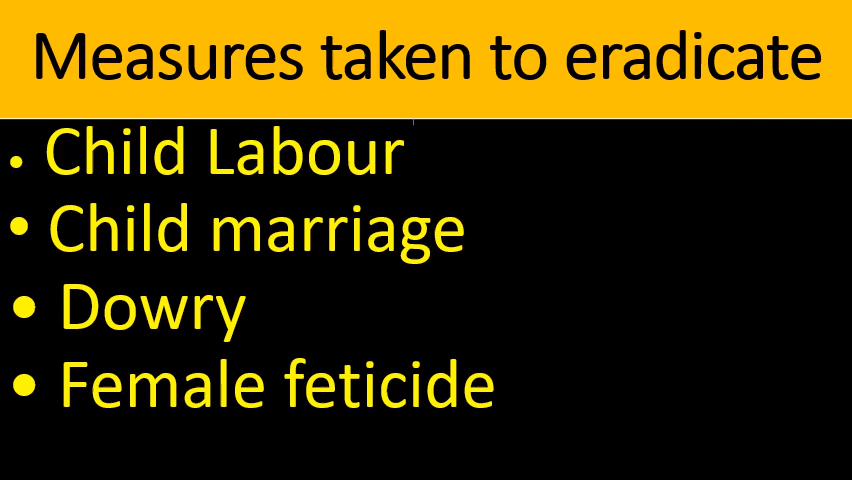 Measures taken to eradicate
• Child Labour
• Child marriage
• Dowry
• Female feticide